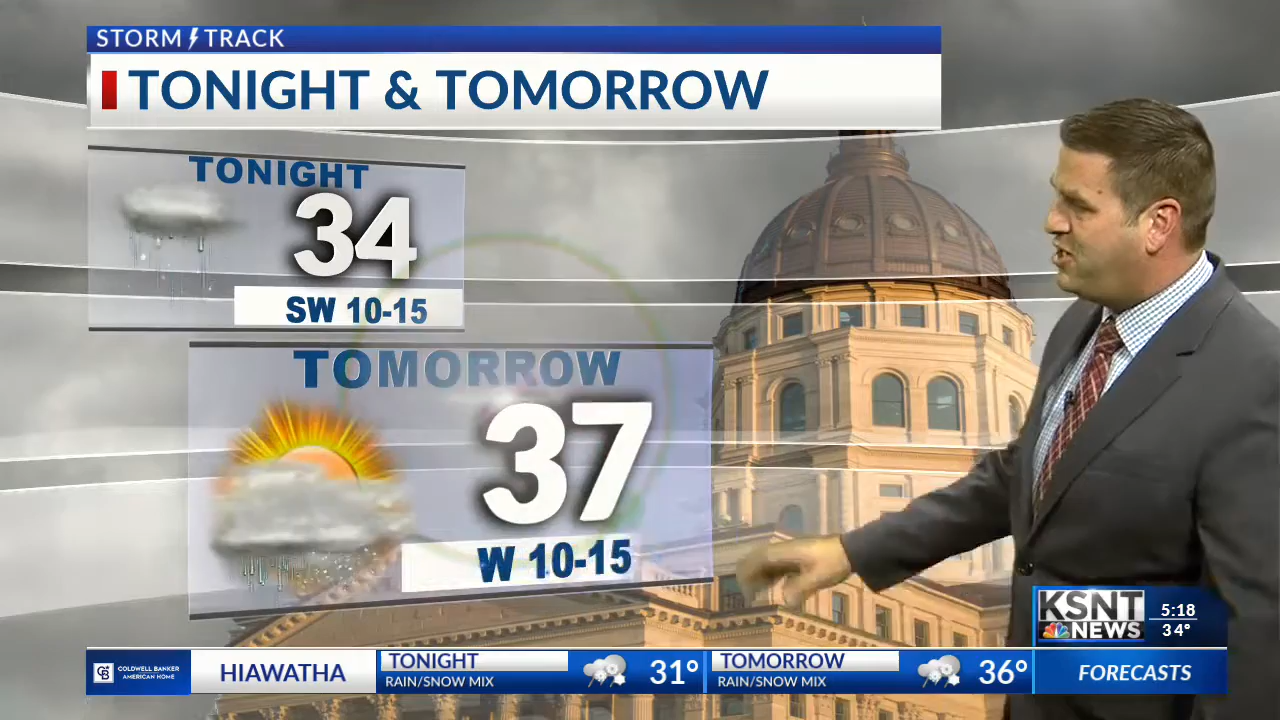 STORM TRACK
TONIGHT & TOMORROW
TONIGHT
34
SW 10-15
TOMORROW
37
W 10-15
KSNT
NEWS
5:18
34°
COLDWELL BANKER
AMERICAN HOME
HIAWATHA
TONIGHT
RAIN/SNOW MIX
31°
TOMORROW
RAIN/SNOW MIX
36°
FORECASTS